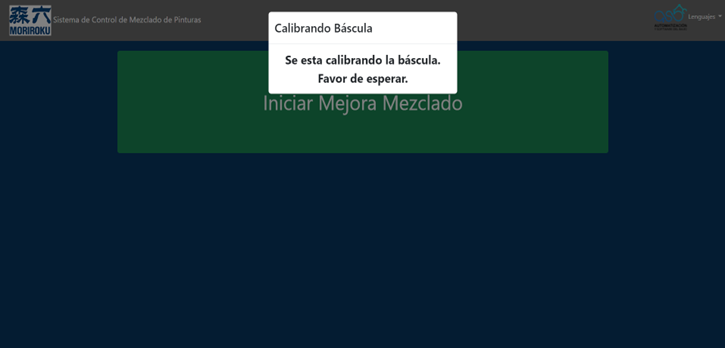 森六
MORIROKU
Sistema de Control de Mezclado de Pinturas
Lenguajes
Calibrando Báscula
Se esta calibrando la báscula.
Favor de esperar.
Iniciar Mejora Mezclado